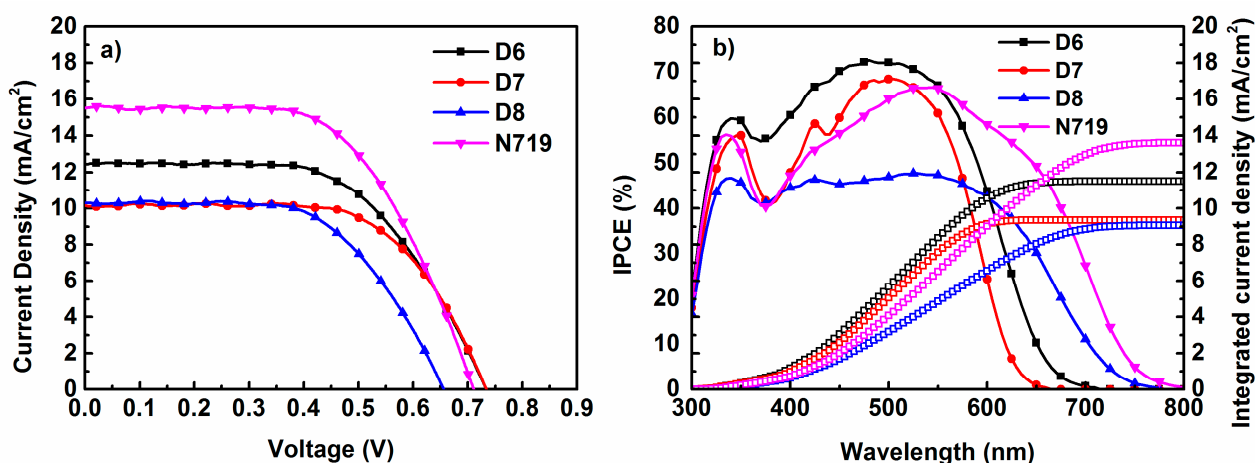 a)
D6
D7
D8
N719
20
18
16
14
12
10
8
6
4
2
0
Current Density (mA/cm²)
0.0 0.1 0.2 0.3 0.4 0.5 0.6 0.7 0.8 0.9
Voltage (V)
b)
D6
D7
D8
N719
80
70
60
50
40
30
20
10
0
IPCE (%)
300 400 500 600 700 800
Wavelength (nm)
20
18
16
14
12
10
8
6
4
2
0
Integrated current density (mA/cm²)